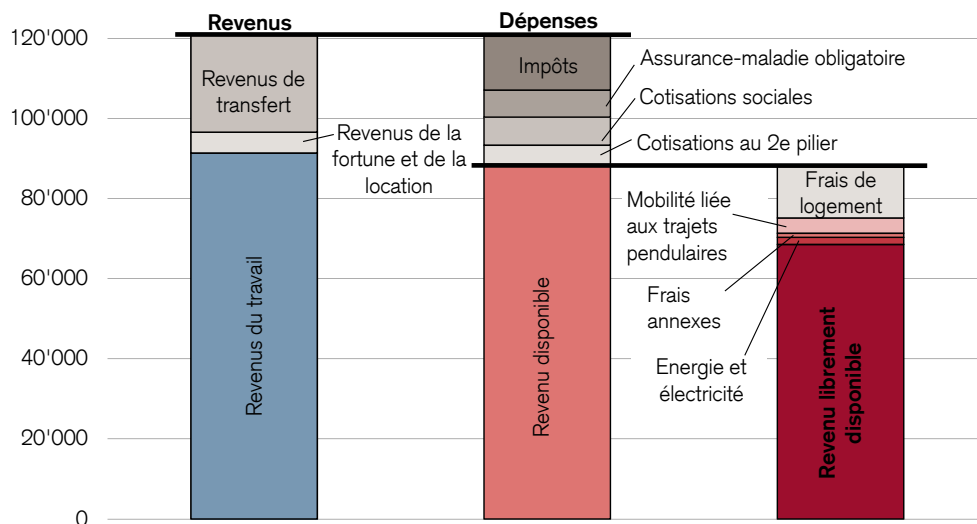 Revenus
Dépenses
120'000
100'000
80'000
60'000
40'000
20'000
0
Revenus de
transfert
Revenus de la
fortune et de la
location
Revenus du travail
Impôts
Assurance-maladie obligatoire
Cotisations sociales
Cotisations au 2e pilier
Revenu disponible
Frais de
logement
Mobilité liée
aux trajets
pendulaires
Frais
annexes
Energie et
électricité
Revenu librement
disponible